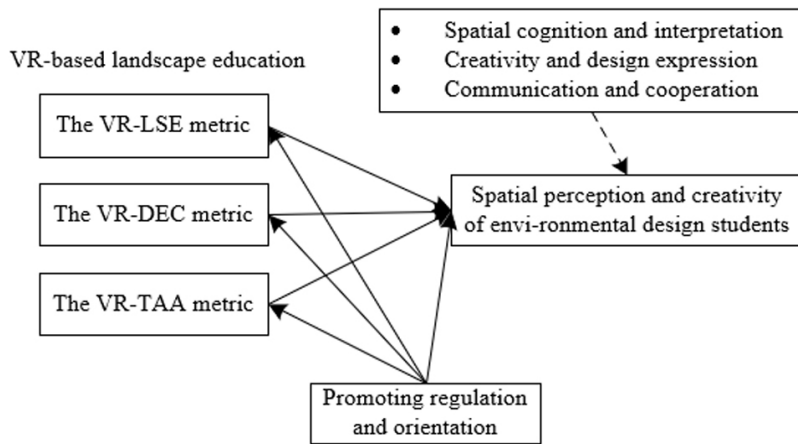 VR-based landscape education
The VR-LSE metric
The VR-DEC metric
The VR-TAA metric
• Spatial cognition and interpretation
• Creativity and design expression
• Communication and cooperation
Spatial perception and creativity
of envi-ronmental design students
Promoting regulation
and orientation